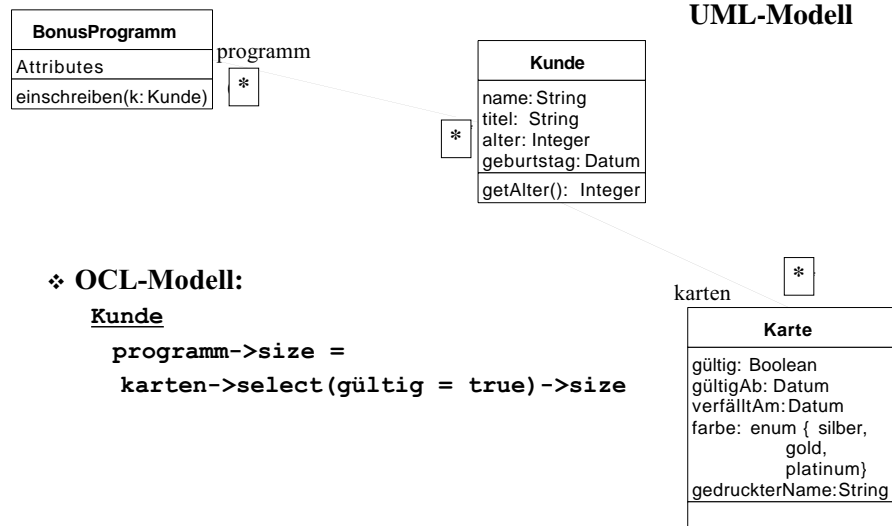 UML-Modell
BonusProgramm
Attributes
einschreiben(k: Kunde)
programm
*
*
Kunde
name: String
titel: String
alter: Integer
geburtstag: Datum
getAlter(): Integer
❖ OCL-Modell:
Kunde
programm->size =
karten->select(gültig = true)->size
karten
*
Karte
gültig: Boolean
gültigAb: Datum
verfälltAm: Datum
farbe: enum { silber,
gold,
platinum}
gedruckterName: String